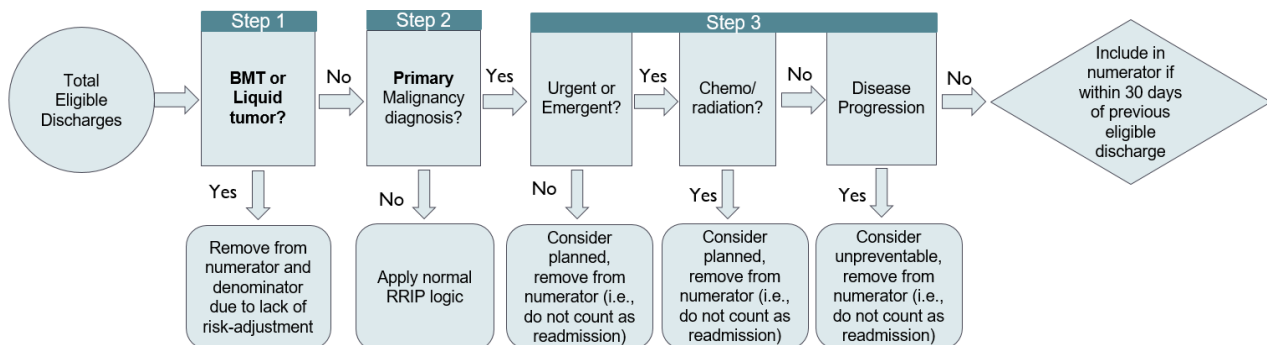 Step 1
Step 2
Step 3
Total
Eligible
Discharges
BMT or
Liquid
tumor?
No
Primary
Malignancy
diagnosis?
Yes
Urgent or
Emergent?
Yes
Chemo/
radiation?
No
Disease
Progression
No
Include in
numerator if
within 30 days
of previous
eligible
discharge
Yes
No
No
Yes
Yes
Remove from
numerator and
denominator
due to lack of
risk-adjustment
Apply normal
RRIP logic
Consider
planned,
remove from
numerator (i.e.,
do not count as
readmission)
Consider
planned,
remove from
numerator (i.e.,
do not count as
readmission)
Consider
unpreventable,
remove from
numerator (i.e.,
do not count as
readmission)